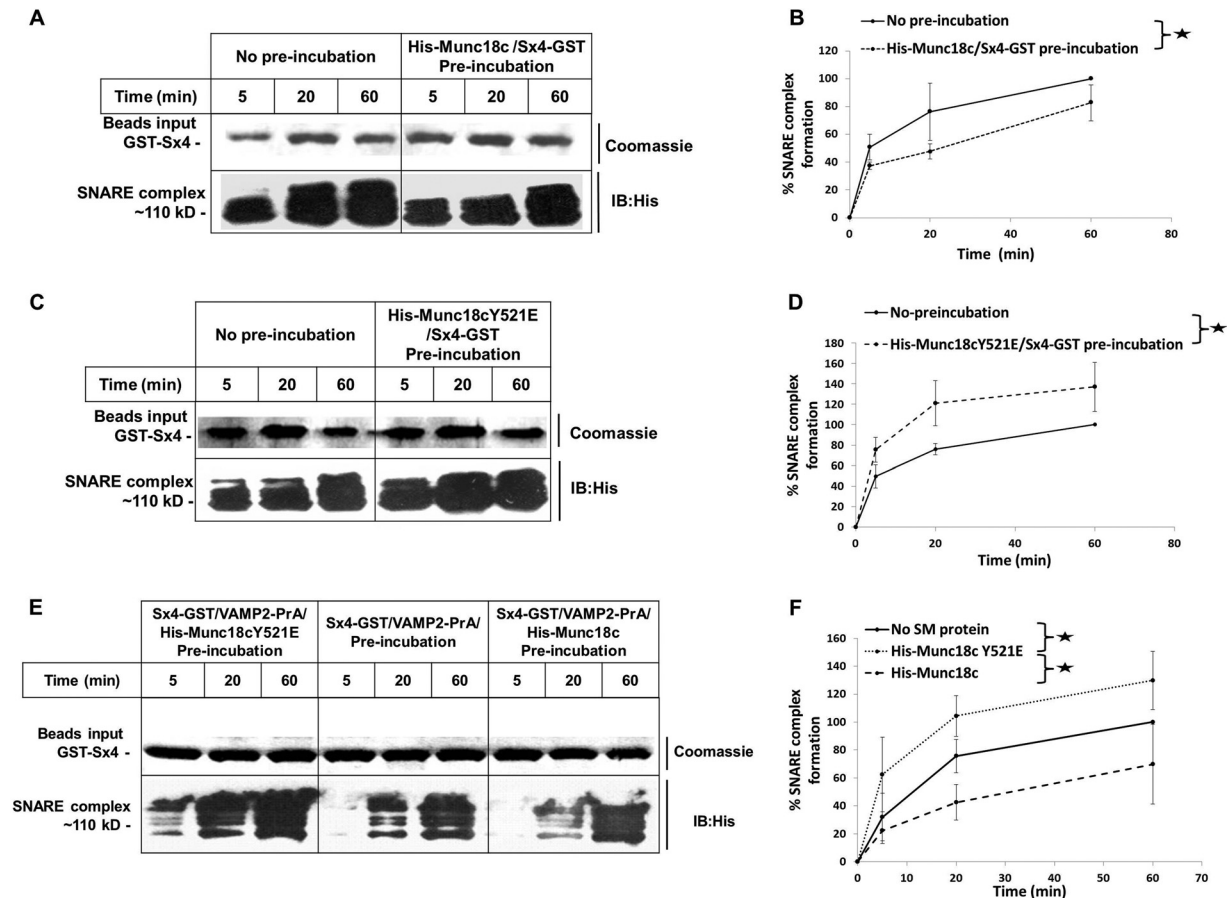 A
No pre-incubation
His-Munc18c /Sx4-GST
Pre-incubation
Time (min)
5 20 60 5 20 60
Beads input
GST-Sx4 -
Coomassie
SNARE complex
~110 kD -
IB:His
B
No pre-incubation
His-Munc18c/Sx4-GST pre-incubation
% SNARE complex
formation
120
100
80
60
40
20
0
0 20 40 60 80
Time (min)
C
No pre-incubation
His-Munc18cY521E
/Sx4-GST
Pre-incubation
Time (min)
5 20 60 5 20 60
Beads input
GST-Sx4 -
Coomassie
SNARE complex
~110 kD -
IB:His
D
No-preincubation
His-Munc18cY521E/Sx4-GST pre-incubation
% SNARE complex
formation
180
160
140
120
100
80
60
40
20
0
0 20 40 60 80
Time (min)
E
Sx4-GST/VAMP2-PrA/
His-Munc18cY521E
Pre-incubation
Sx4-GST/VAMP2-PrA/
Pre-incubation
Sx4-GST/VAMP2-PrA/
His-Munc18c
Pre-incubation
Time (min)
5 20 60 5 20 60 5 20 60
Beads input
GST-Sx4 -
Coomassie
SNARE complex
~110 kD -
IB:His
F
No SM protein
His-Munc18c Y521E
His-Munc18c
% SNARE complex
formation
160
140
120
100
80
60
40
20
0
0 10 20 30 40 50 60 70
Time (min)